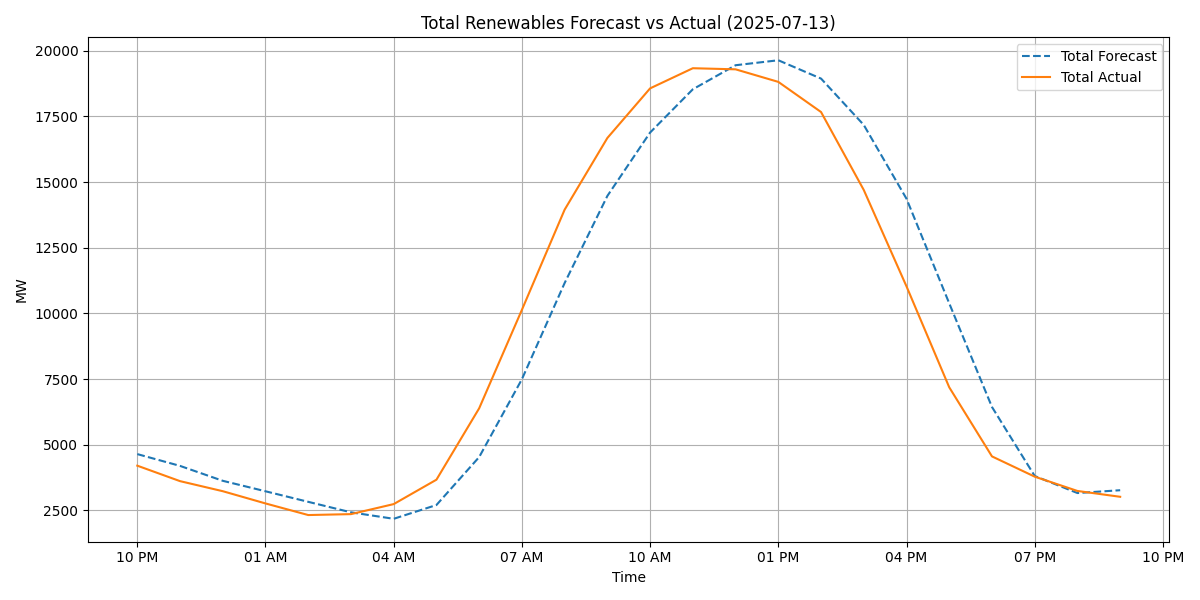 Total Renewables Forecast vs Actual (2025-07-13)
Total Forecast
Total Actual
20000
17500
15000
12500
10000
7500
5000
2500
MW
10 PM
01 AM
04 AM
07 AM
10 AM
01 PM
04 PM
07 PM
10 PM
Time